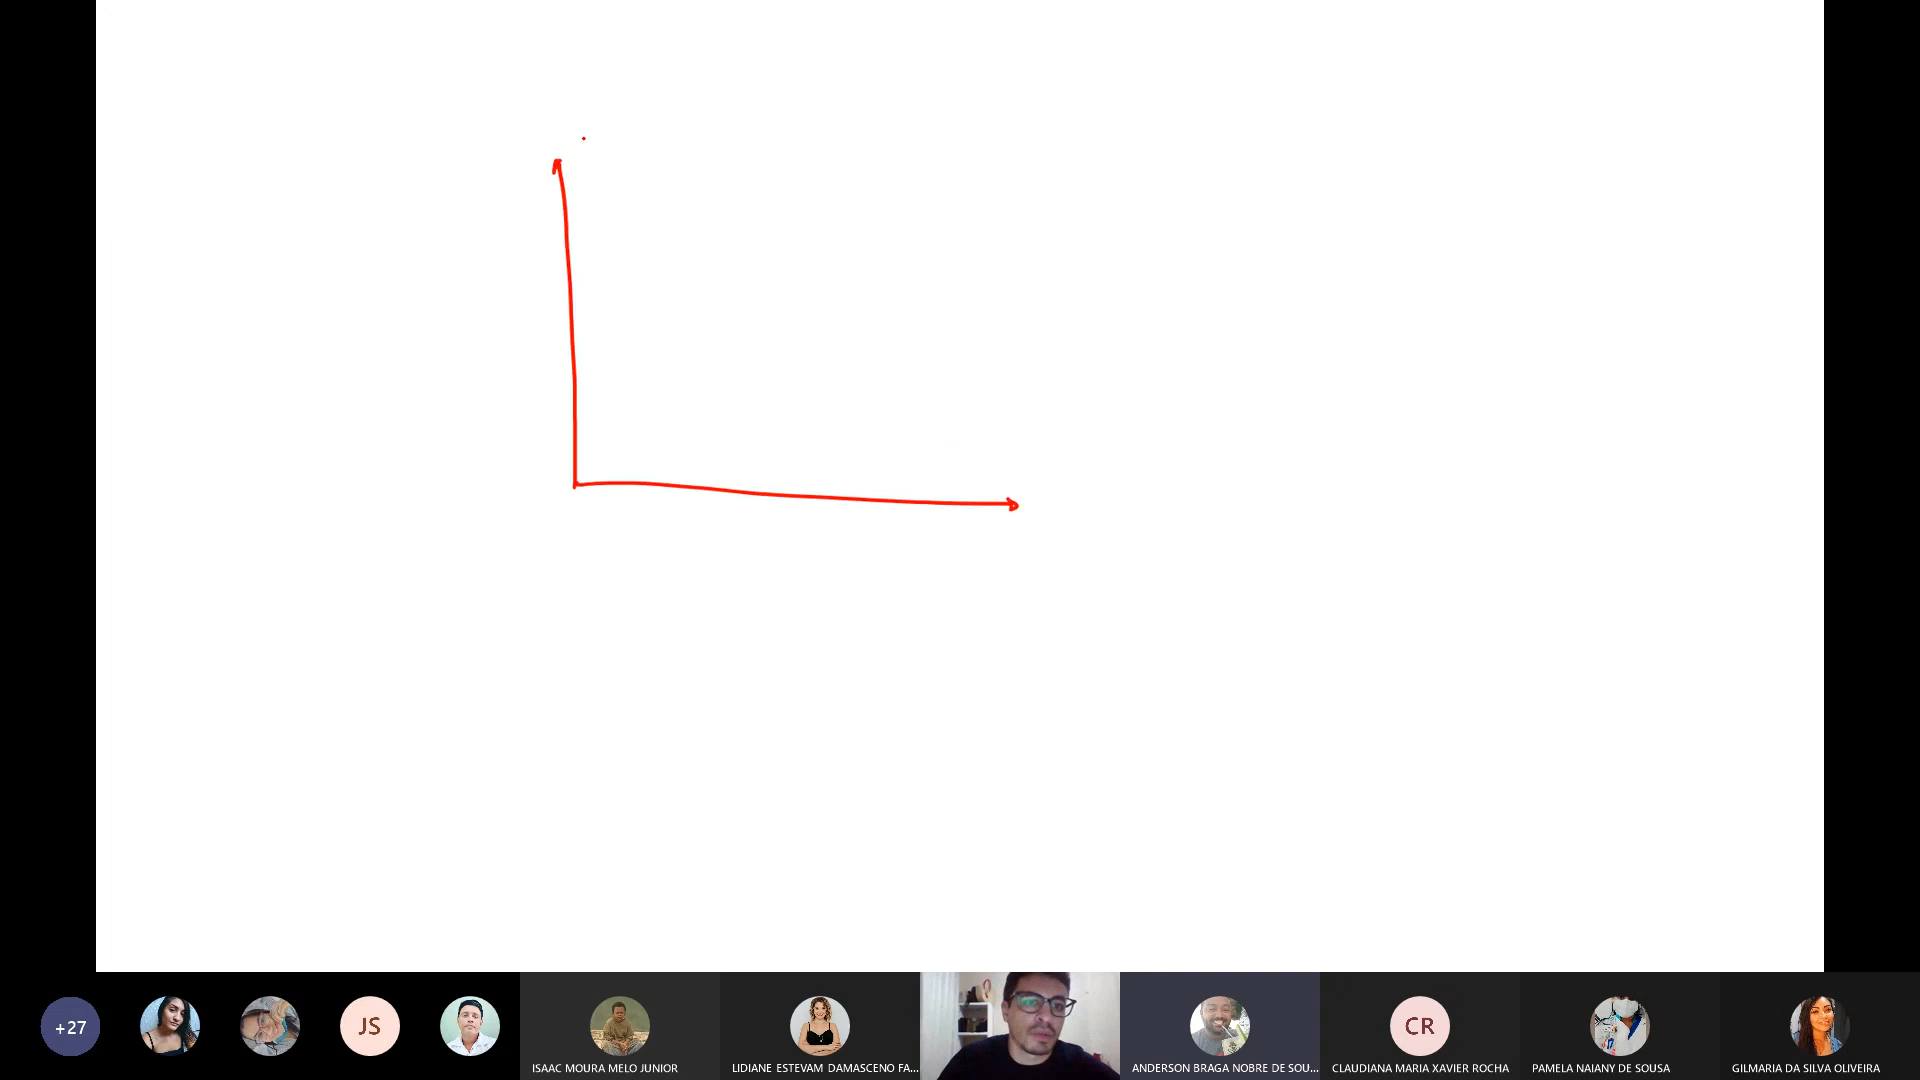 +27
JS
ISAAC MOURA MELO JUNIOR
LIDIANE ESTEVAM DAMASCENO FA...
ANDERSON BRAGA NOBRE DE SOU...
CR
CLAUDIANA MARIA XAVIER ROCHA
PAMELA NAIANY DE SOUSA
GILMARIA DA SILVA OLIVEIRA